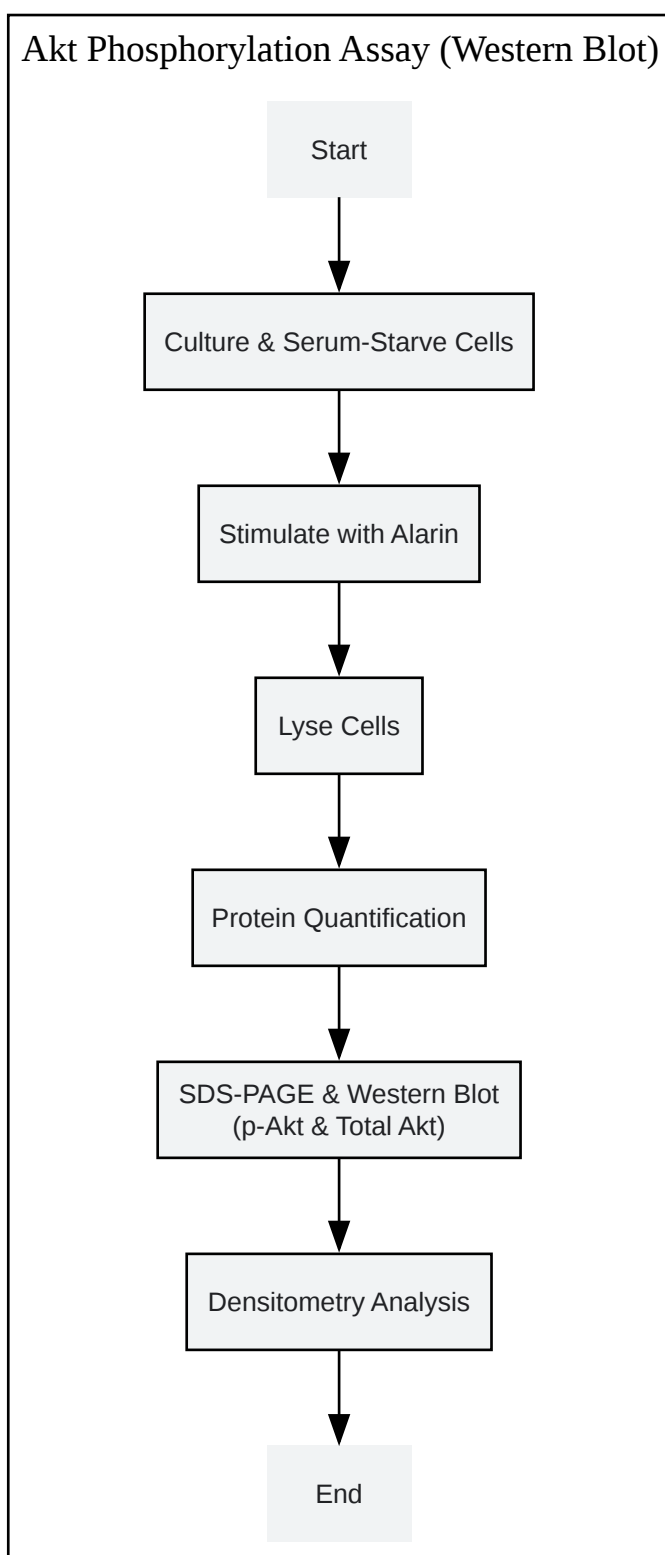 Akt Phosphorylation Assay (Western Blot)
Start
Culture & Serum-Starve Cells
Stimulate with Alarin
Lyse Cells
Protein Quantification
SDS-PAGE & Western Blot
(p-Akt & Total Akt)
Densitometry Analysis
End